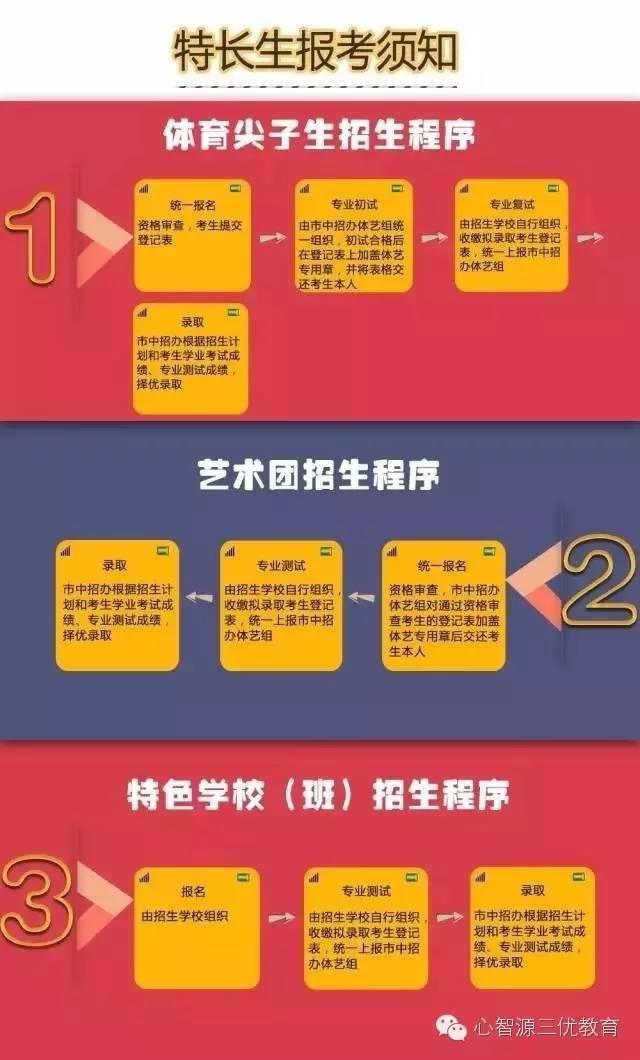 特长生报考须知
体育尖子生招生程序
1
统一报名
资格审查，考生提交
登记表
专业初试
由市中招办体艺组统
一组织，初试合格后
在登记表上加盖体艺
专用章，并将表格交
还考生本人
专业复试
由招生学校自行组织，
收缴拟录取考生登记
表，统一上报市中招
办体艺组
录取
市中招办根据招生计
划和考生学业考试成
绩、专业测试成绩，
择优录取
艺术团招生程序
2
统一报名
资格审查，市中招办
体艺组对通过资格审
查考生的登记表加盖
体艺专用章后交还考
生本人
专业测试
由招生学校自行组织，
收缴拟录取考生登记
表，统一上报市中招
办体艺组
录取
市中招办根据招生计
划和考生学业考试成
绩、专业测试成绩，
择优录取
特色学校（班）招生程序
3
报名
由招生学校组织
专业测试
由招生学校自行组织，
收缴拟录取考生登记
表，统一上报市中招
办体艺组
录取
市中招办根据招生计
划和考生学业考试成
绩、专业测试成绩，
择优录取
心智源三优教育